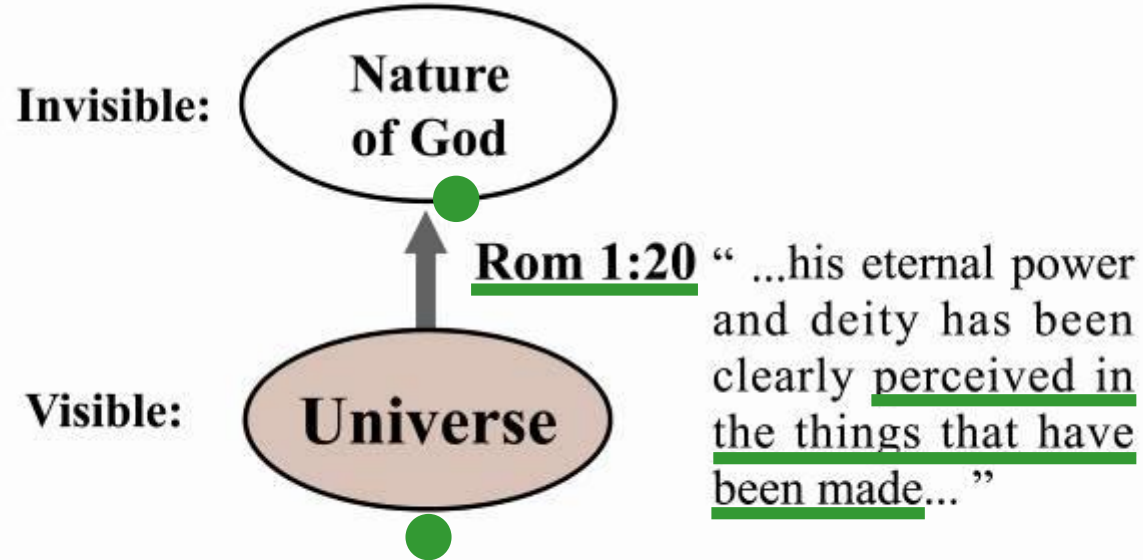 Invisible:
Nature
of God
Rom 1:20
“ ...his eternal power
and deity has been
clearly perceived in
the things that have
been made... ”
Visible:
Universe